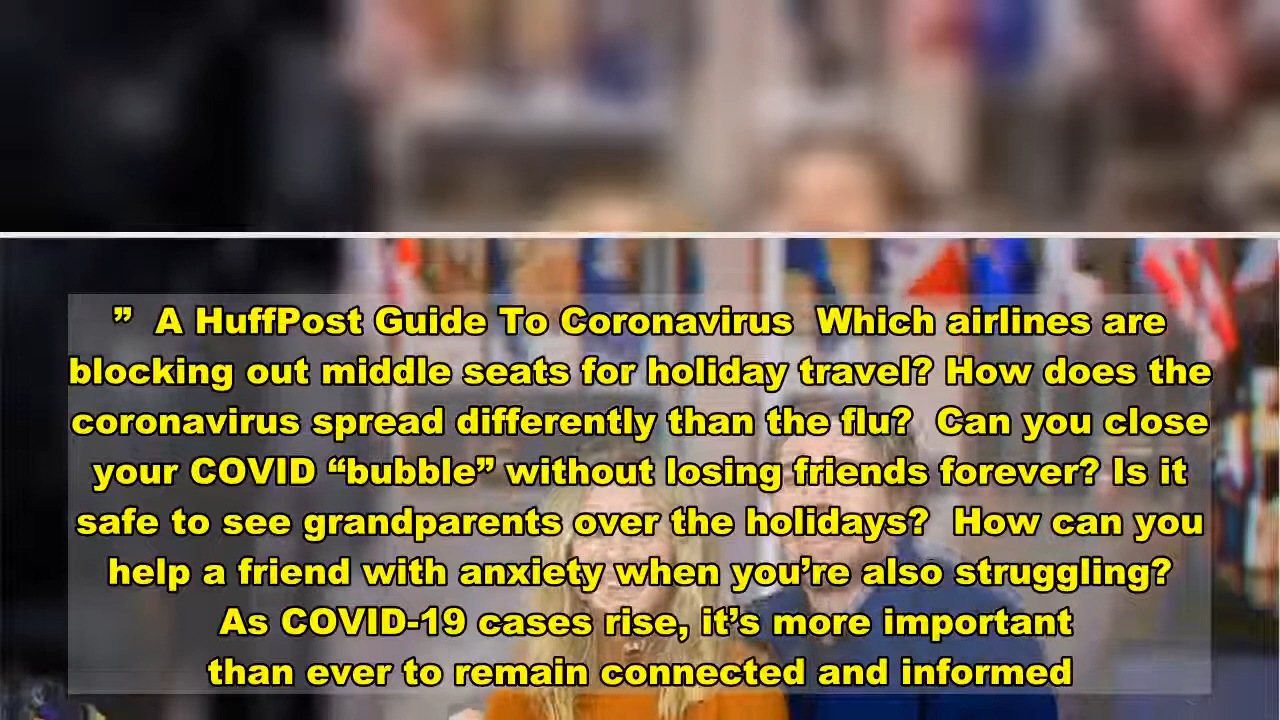 ”  A HuffPost Guide To Coronavirus  Which airlines are
blocking out middle seats for holiday travel? How does the
coronavirus spread differently than the flu?  Can you close
your COVID “bubble” without losing friends forever? Is it
safe to see grandparents over the holidays?  How can you
help a friend with anxiety when you’re also struggling?
As COVID-19 cases rise, it’s more important
than ever to remain connected and informed